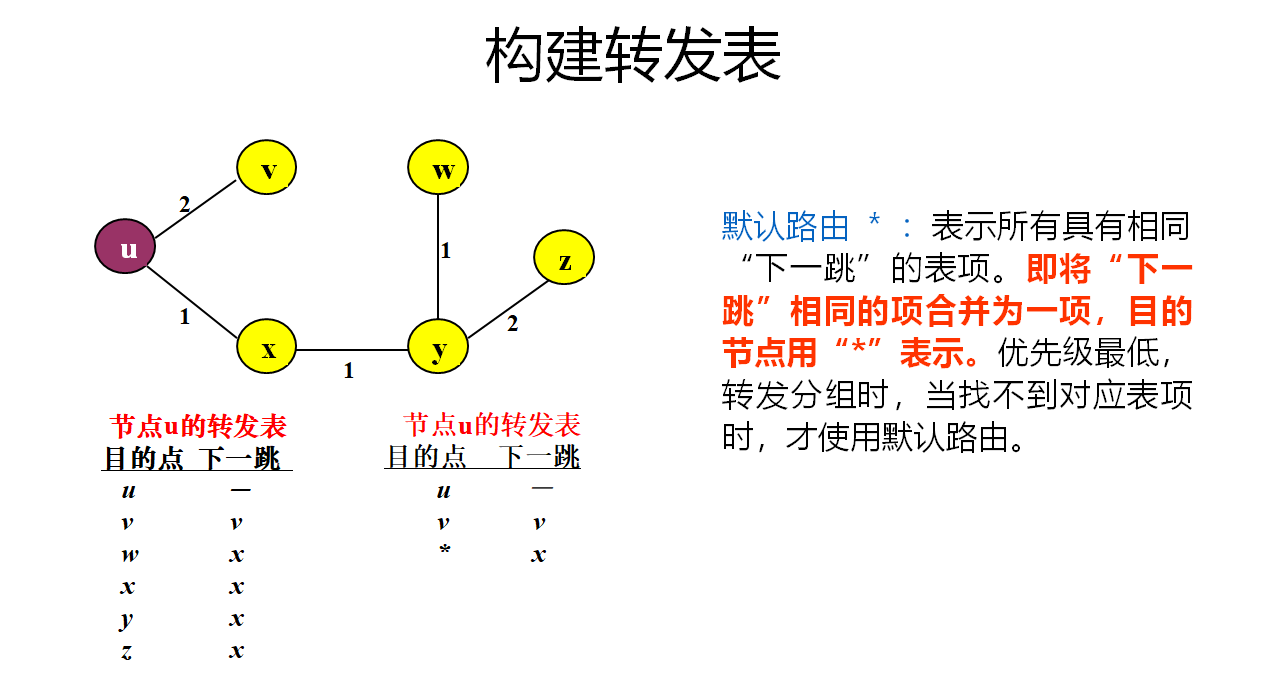 构建转发表
v
w
2
u
1
z
1
2
x
y
1
节点u的转发表
目的点 下一跳
u —
v v
w x
x x
y x
z x
节点u的转发表
目的点 下一跳
u —
v v
* x
默认路由 * ：表示所有具有相同
“下一跳”的表项。即将“下一
跳”相同的项合并为一项，目的
节点用“*”表示。优先级最低，
转发分组时，当找不到对应表项
时，才使用默认路由。